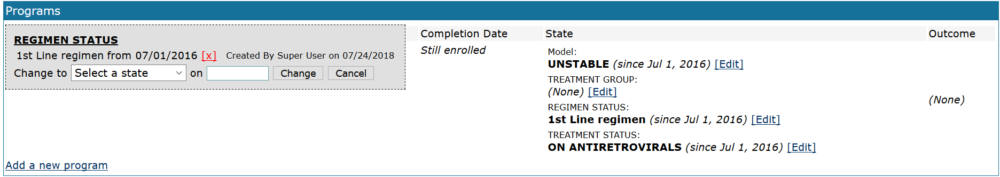 Programs
REGIMEN STATUS
1st Line regimen from 07/01/2016 [x] Created By Super User on 07/24/2018
Change to Select a state on Change Cancel
Completion Date State Outcome
Still enrolled
Model:
UNSTABLE (since Jul 1, 2016) [Edit]
TREATMENT GROUP:
(None) [Edit]
REGIMEN STATUS:
1st Line regimen (since Jul 1, 2016) [Edit]
TREATMENT STATUS:
ON ANTIRETROVIRALS (since Jul 1, 2016) [Edit]
(None)
Add a new program